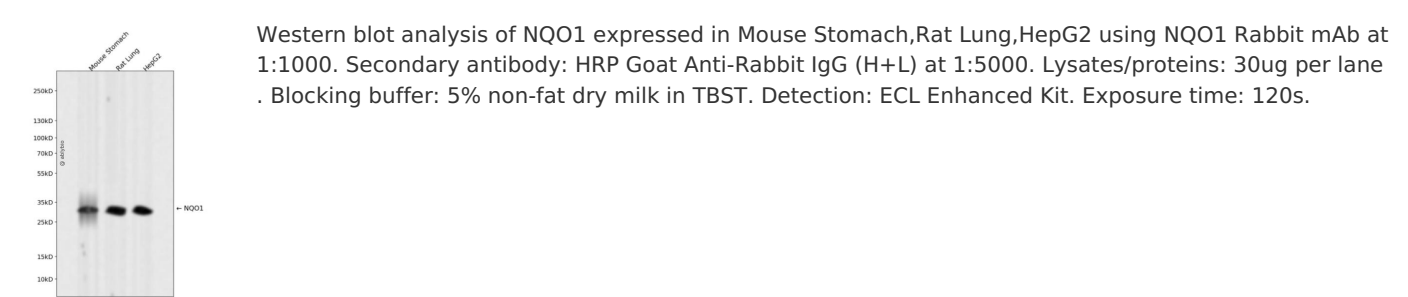 Western blot analysis of NQO1 expressed in Mouse Stomach,Rat Lung,HepG2 using NQO1 Rabbit mAb at
1:1000. Secondary antibody: HRP Goat Anti-Rabbit IgG (H+L) at 1:5000. Lysates/proteins: 30ug per lane
. Blocking buffer: 5% non-fat dry milk in TBST. Detection: ECL Enhanced Kit. Exposure time: 120s.
Mouse Stomach
Rat Lung
HepG2
250kD
130kD
100kD
70kD
55kD
35kD
← NQO1
25kD
15kD
10kD